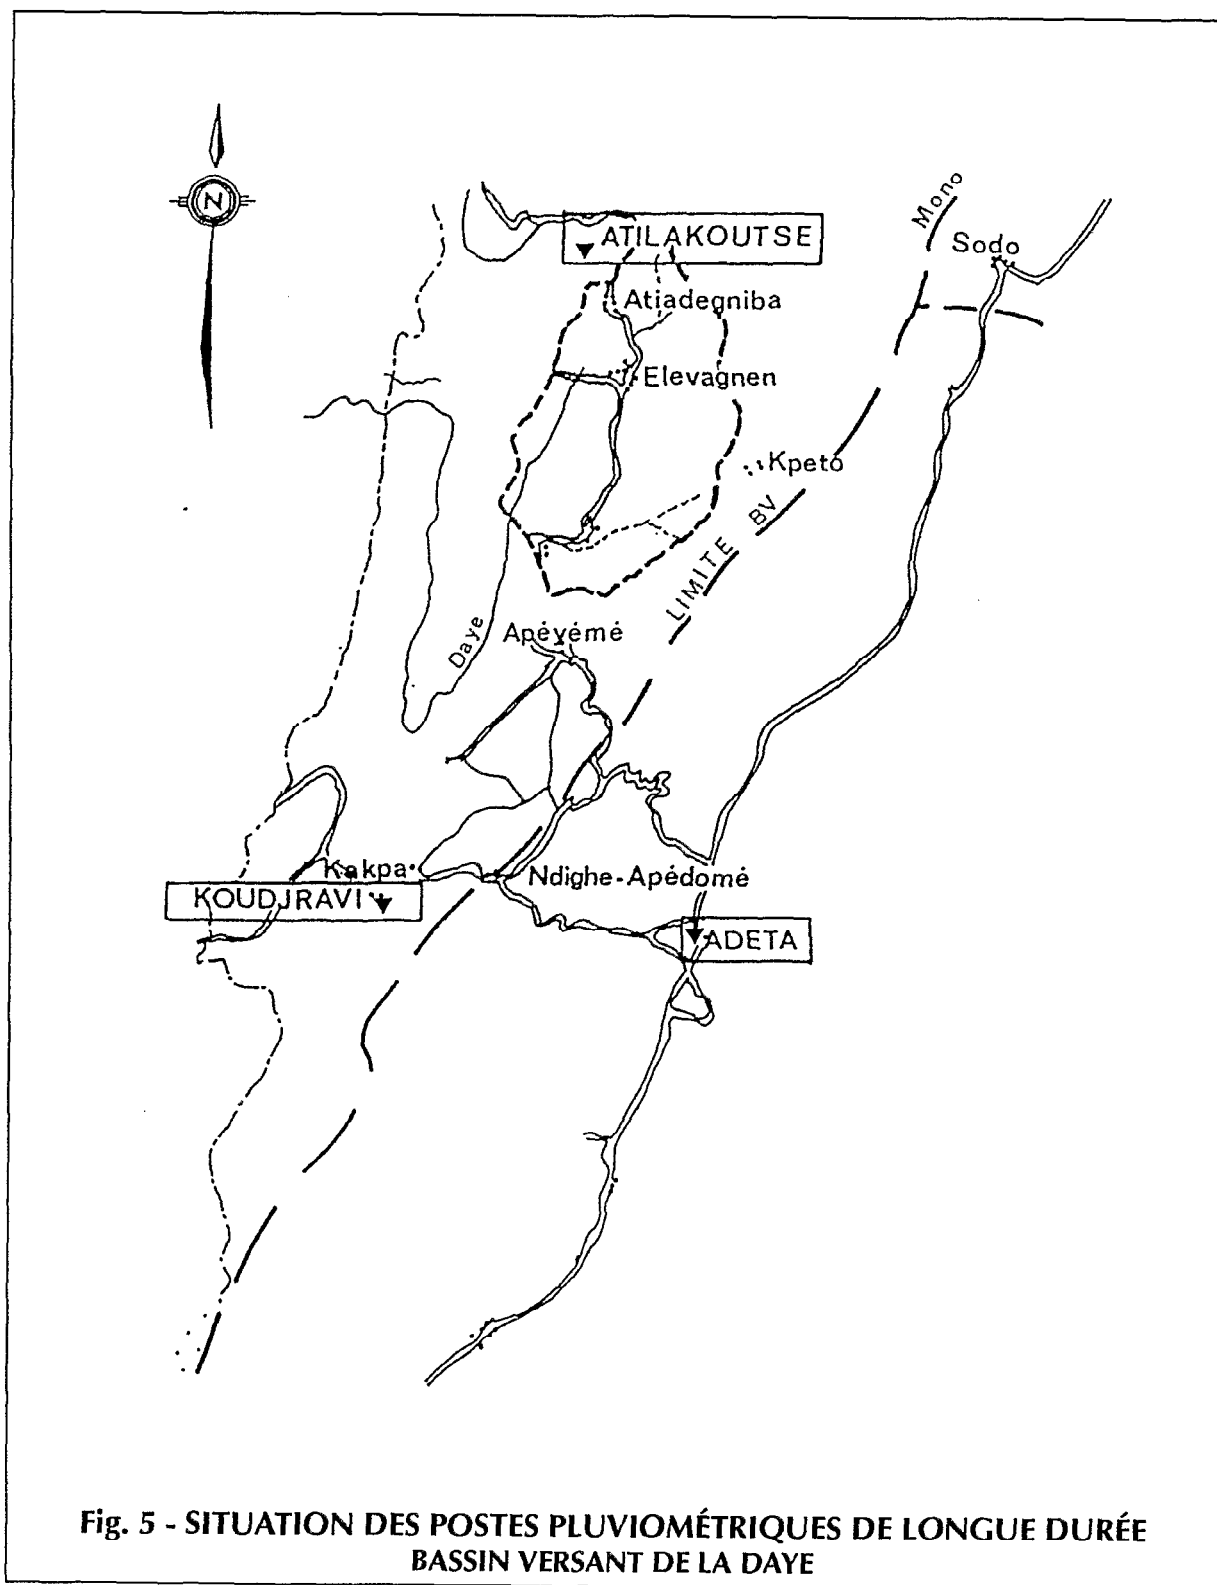 N
Mono
ATILAKOUTSE
Sodo
Atiadegniba
Elevagnen
Kpeto
LIMITE BV
Daye
Apéyémé
Kakpa
Ndighe-Apédomé
KOUDJRAVI
ADETA
Fig. 5 - SITUATION DES POSTES PLUVIOMÉTRIQUES DE LONGUE DURÉE
BASSIN VERSANT DE LA DAYE